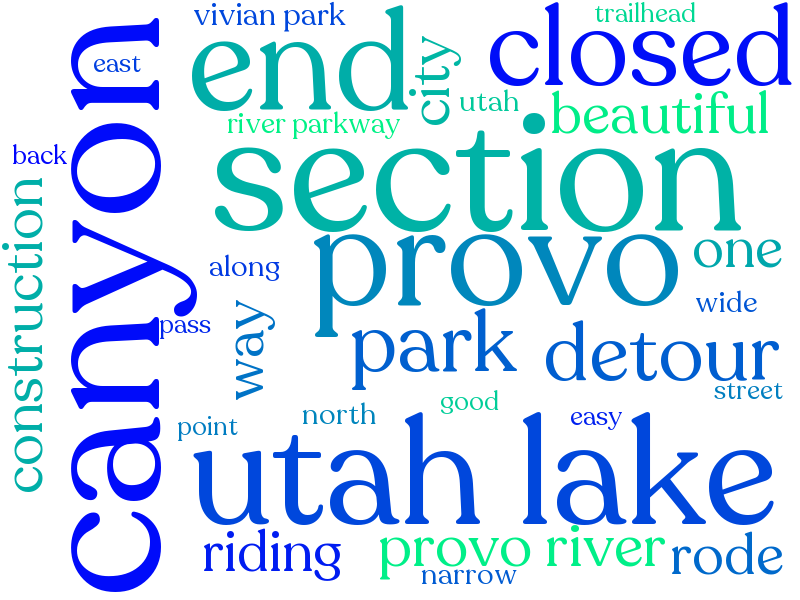 vivian park
trailhead
closed
end
city
east
canyon
utah
beautiful
river parkway
back
section
construction
provo
one
along
wide
pass
way
park
detour
street
good
north
easy
point
utah lake
riding
provo river
rode
narrow